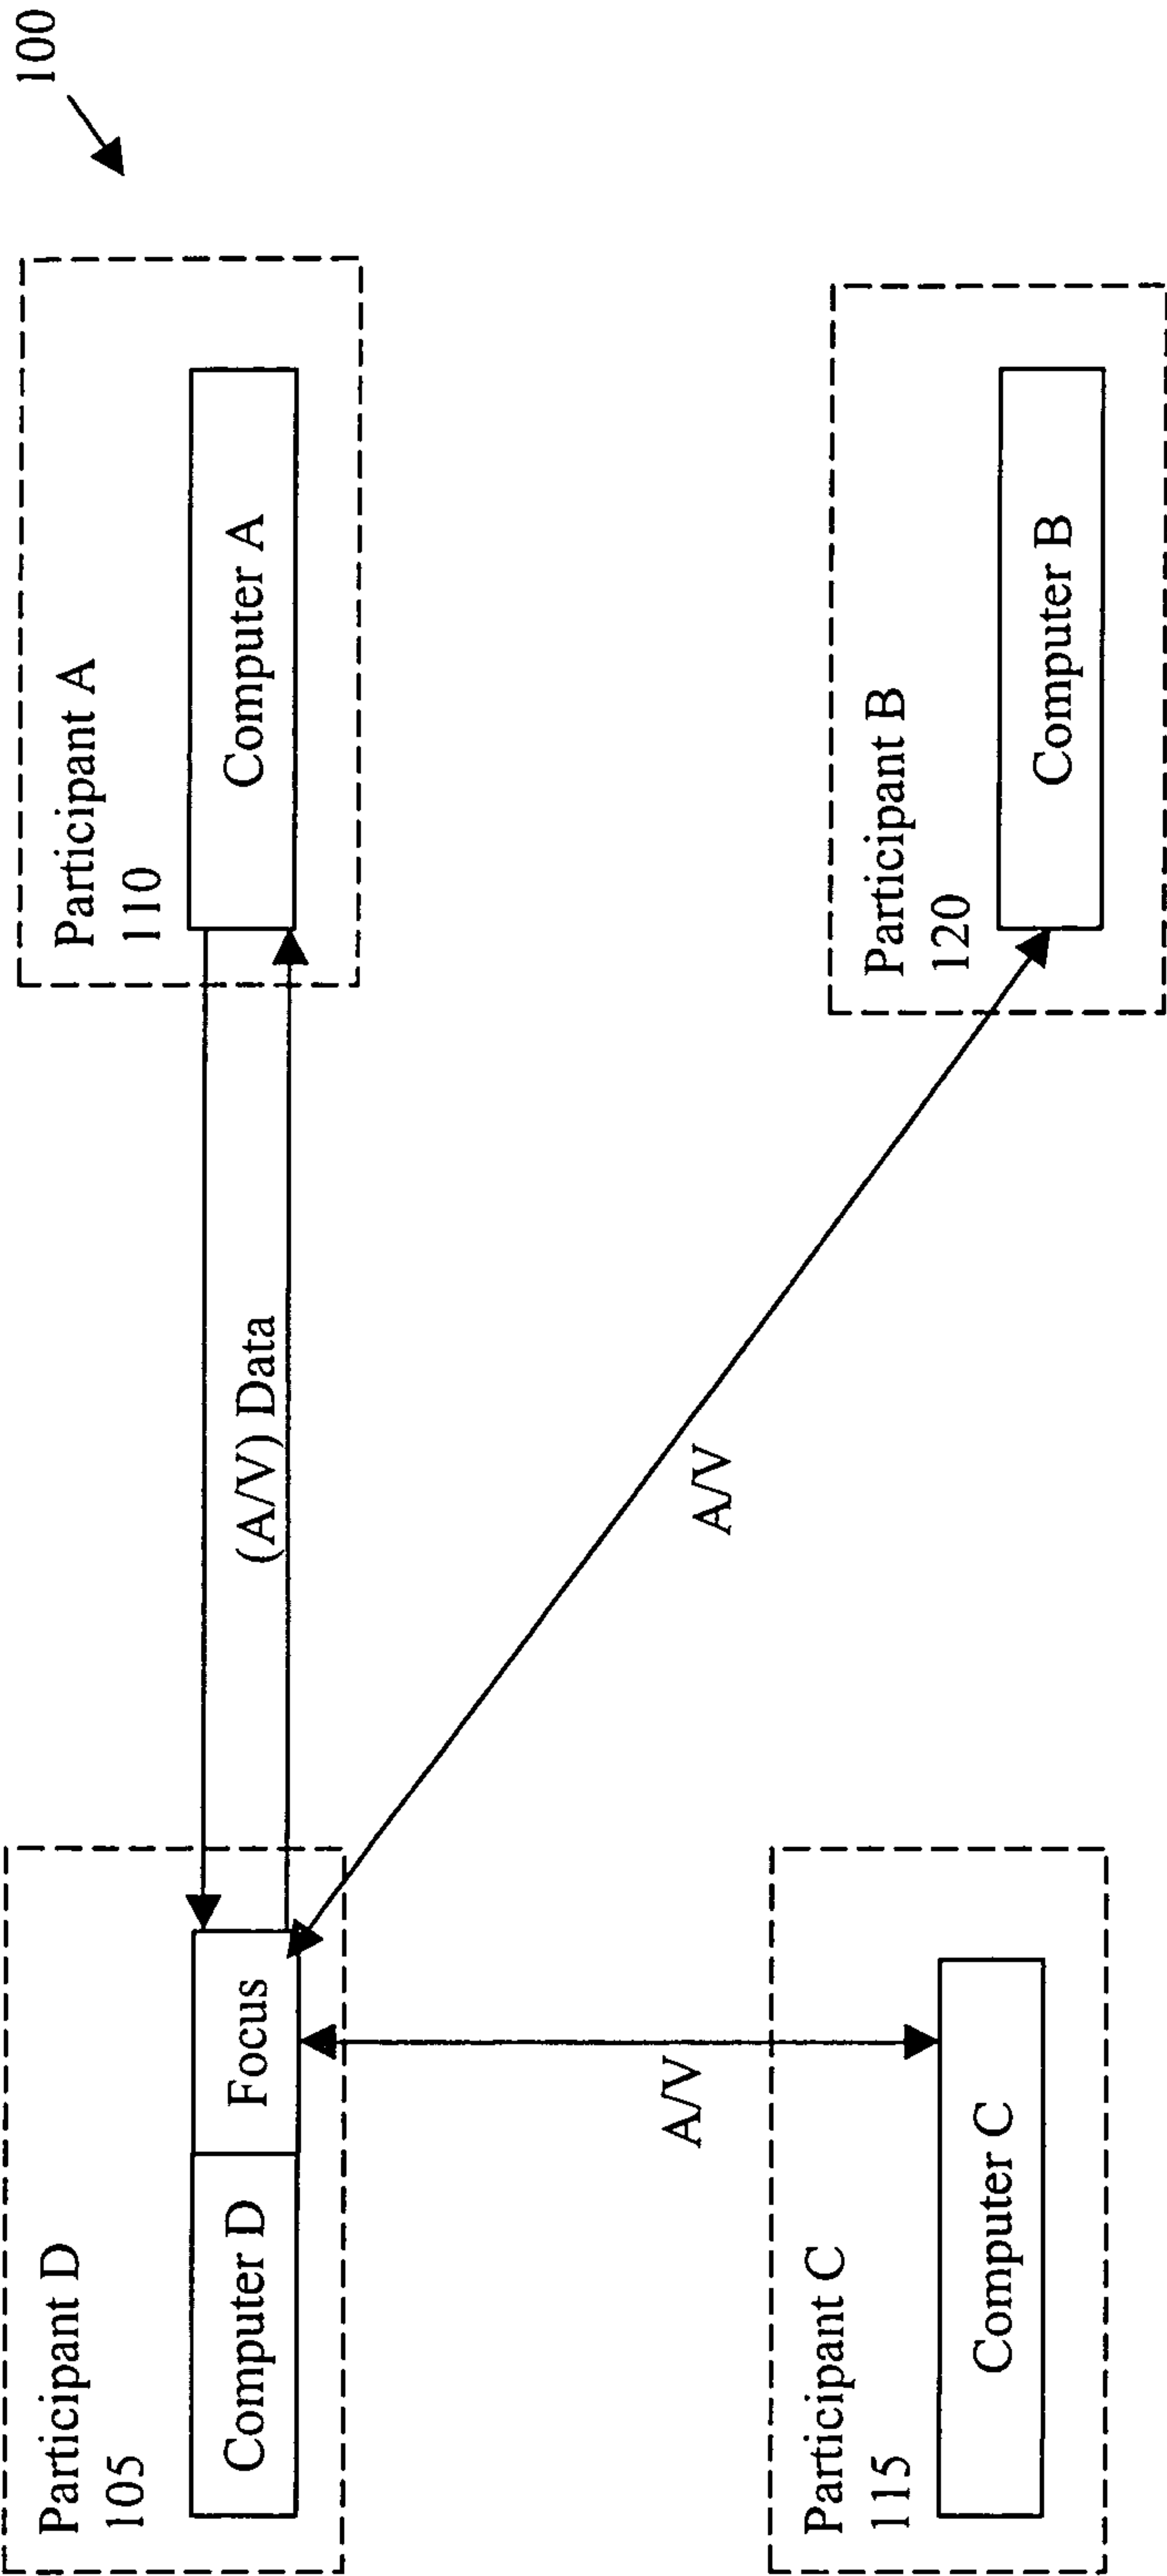 100
Participant D
105
Computer D
Focus
(A/V) Data
Participant A
110
Computer A
A/V
A/V
Participant C
115
Computer C
Participant B
120
Computer B